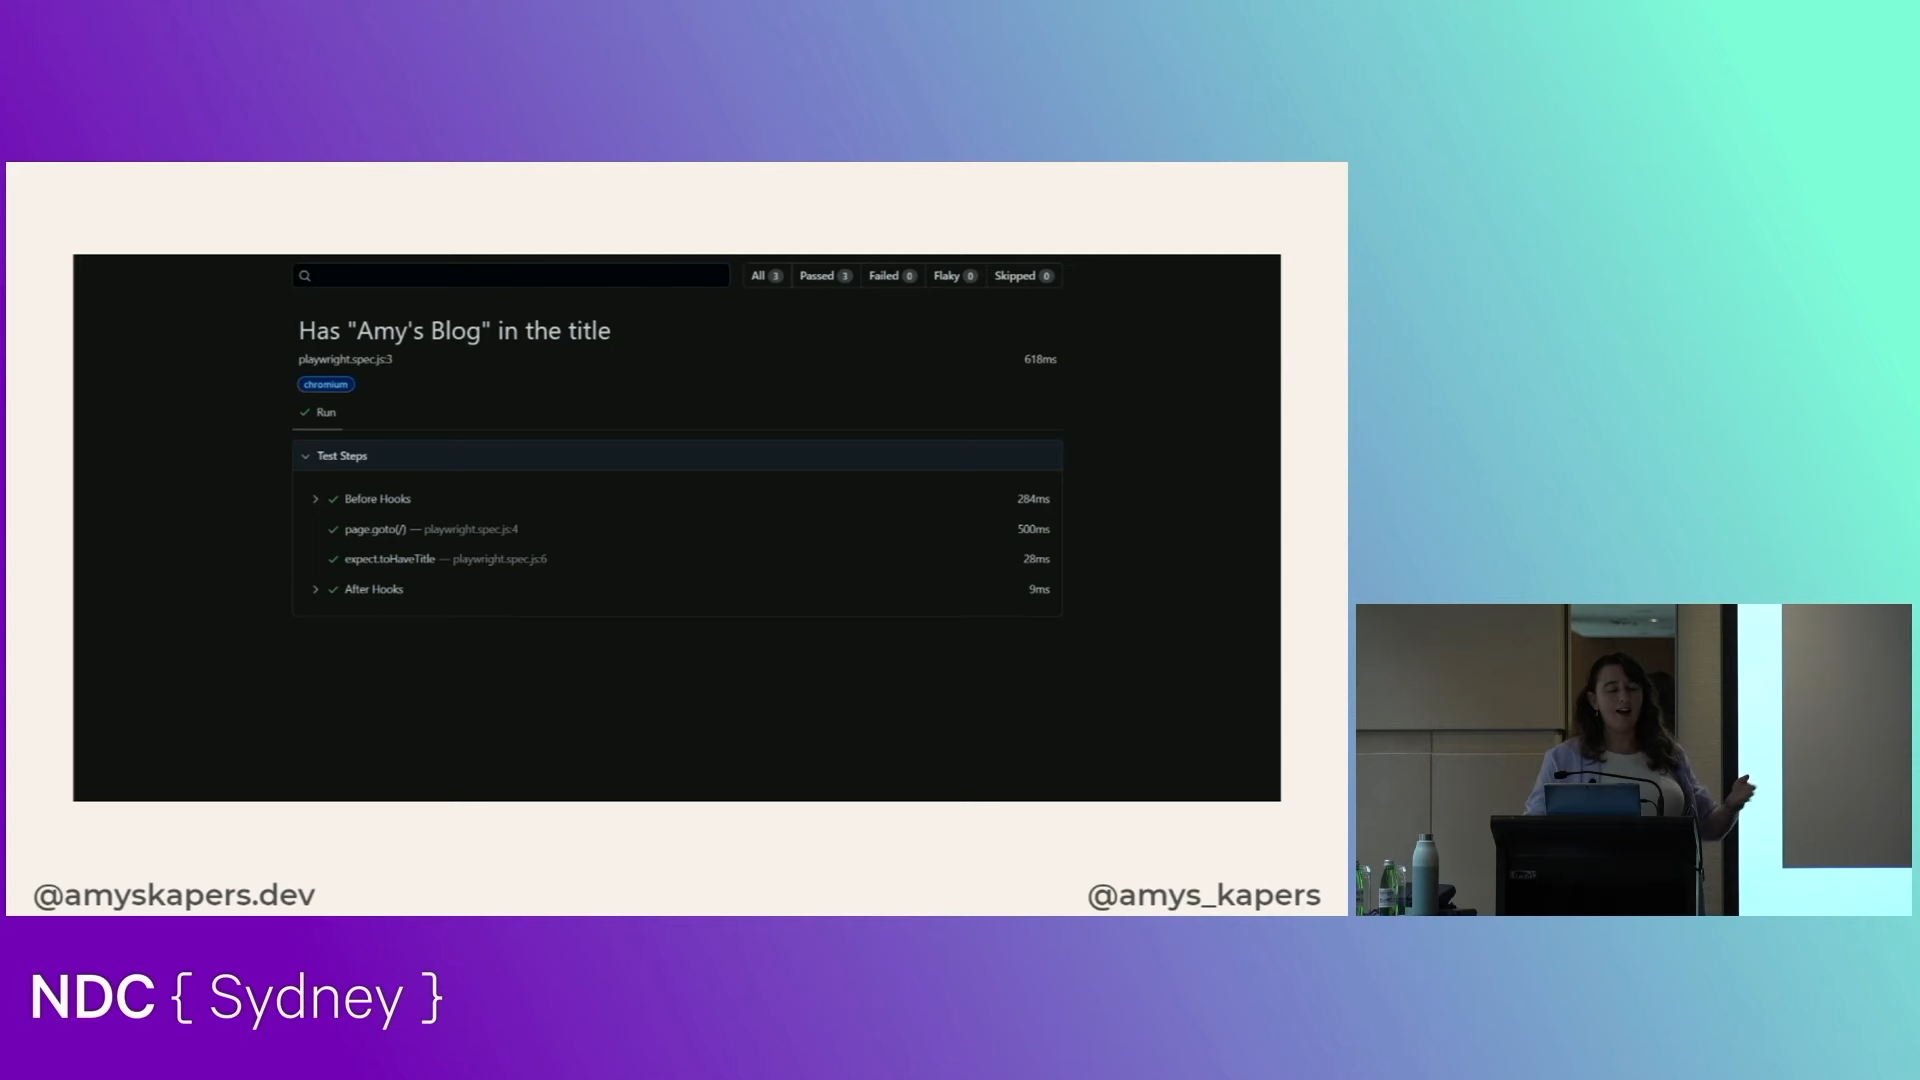 All 3 Passed 3 Failed 0 Flaky 0 Skipped 0
Has "Amy's Blog" in the title
playwright.spec.js:3 618ms
chromium
Run
Test Steps
Before Hooks 284ms
page.goto(/) — playwright.spec.js:4 500ms
expect.toHaveTitle — playwright.spec.js:6 28ms
After Hooks 9ms
@amyskapers.dev @amys_kapers
NDC { Sydney }